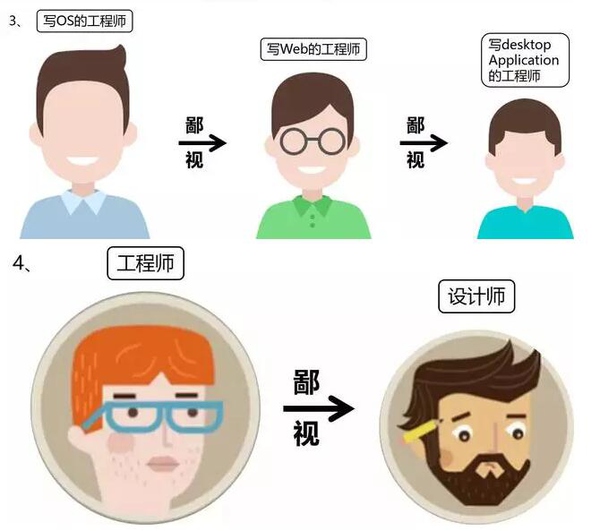 3、
写OS的工程师
写Web的工程师
写desktop
Application
的工程师
鄙
视
鄙
视
4、
工程师
设计师
鄙
视